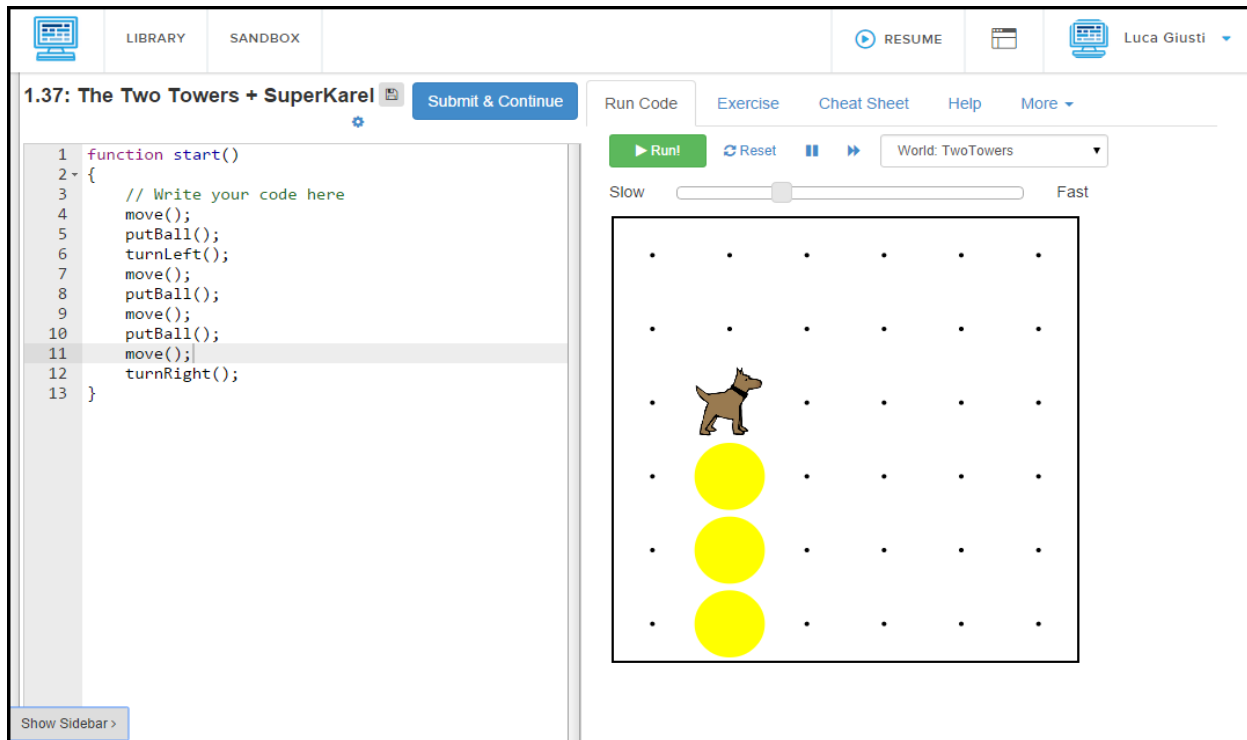 LIBRARY
SANDBOX
RESUME
Luca Giusti
1.37: The Two Towers + SuperKarel
Submit & Continue
Run Code
Exercise
Cheat Sheet
Help
More
Run!
Reset
World: TwoTowers
Slow
Fast
1 function start()
2 {
3 // Write your code here
4 move();
5 putBall();
6 turnLeft();
7 move();
8 putBall();
9 move();
10 putBall();
11 move();
12 turnRight();
13 }
Show Sidebar >